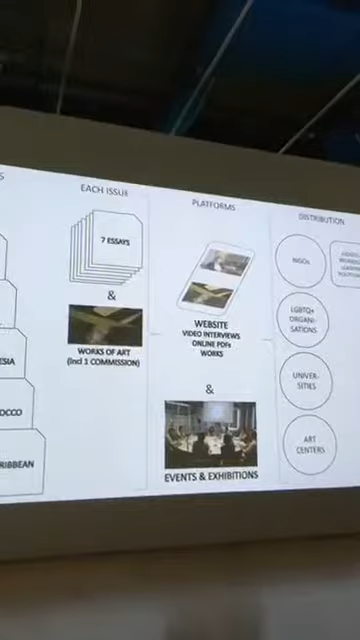 S
EACH ISSUE
7 ESSAYS
&
WORKS OF ART
(Incl 1 COMMISSION)
ESIA
OCCO
RIBBEAN
PLATFORMS
WEBSITE
VIDEO INTERVIEWS
ONLINE PDFs
WORKS
&
EVENTS & EXHIBITIONS
DISTRIBUTION
NGOs
LGBTQ+
ORGANI-
SATIONS
UNIVER-
SITIES
ART
CENTERS